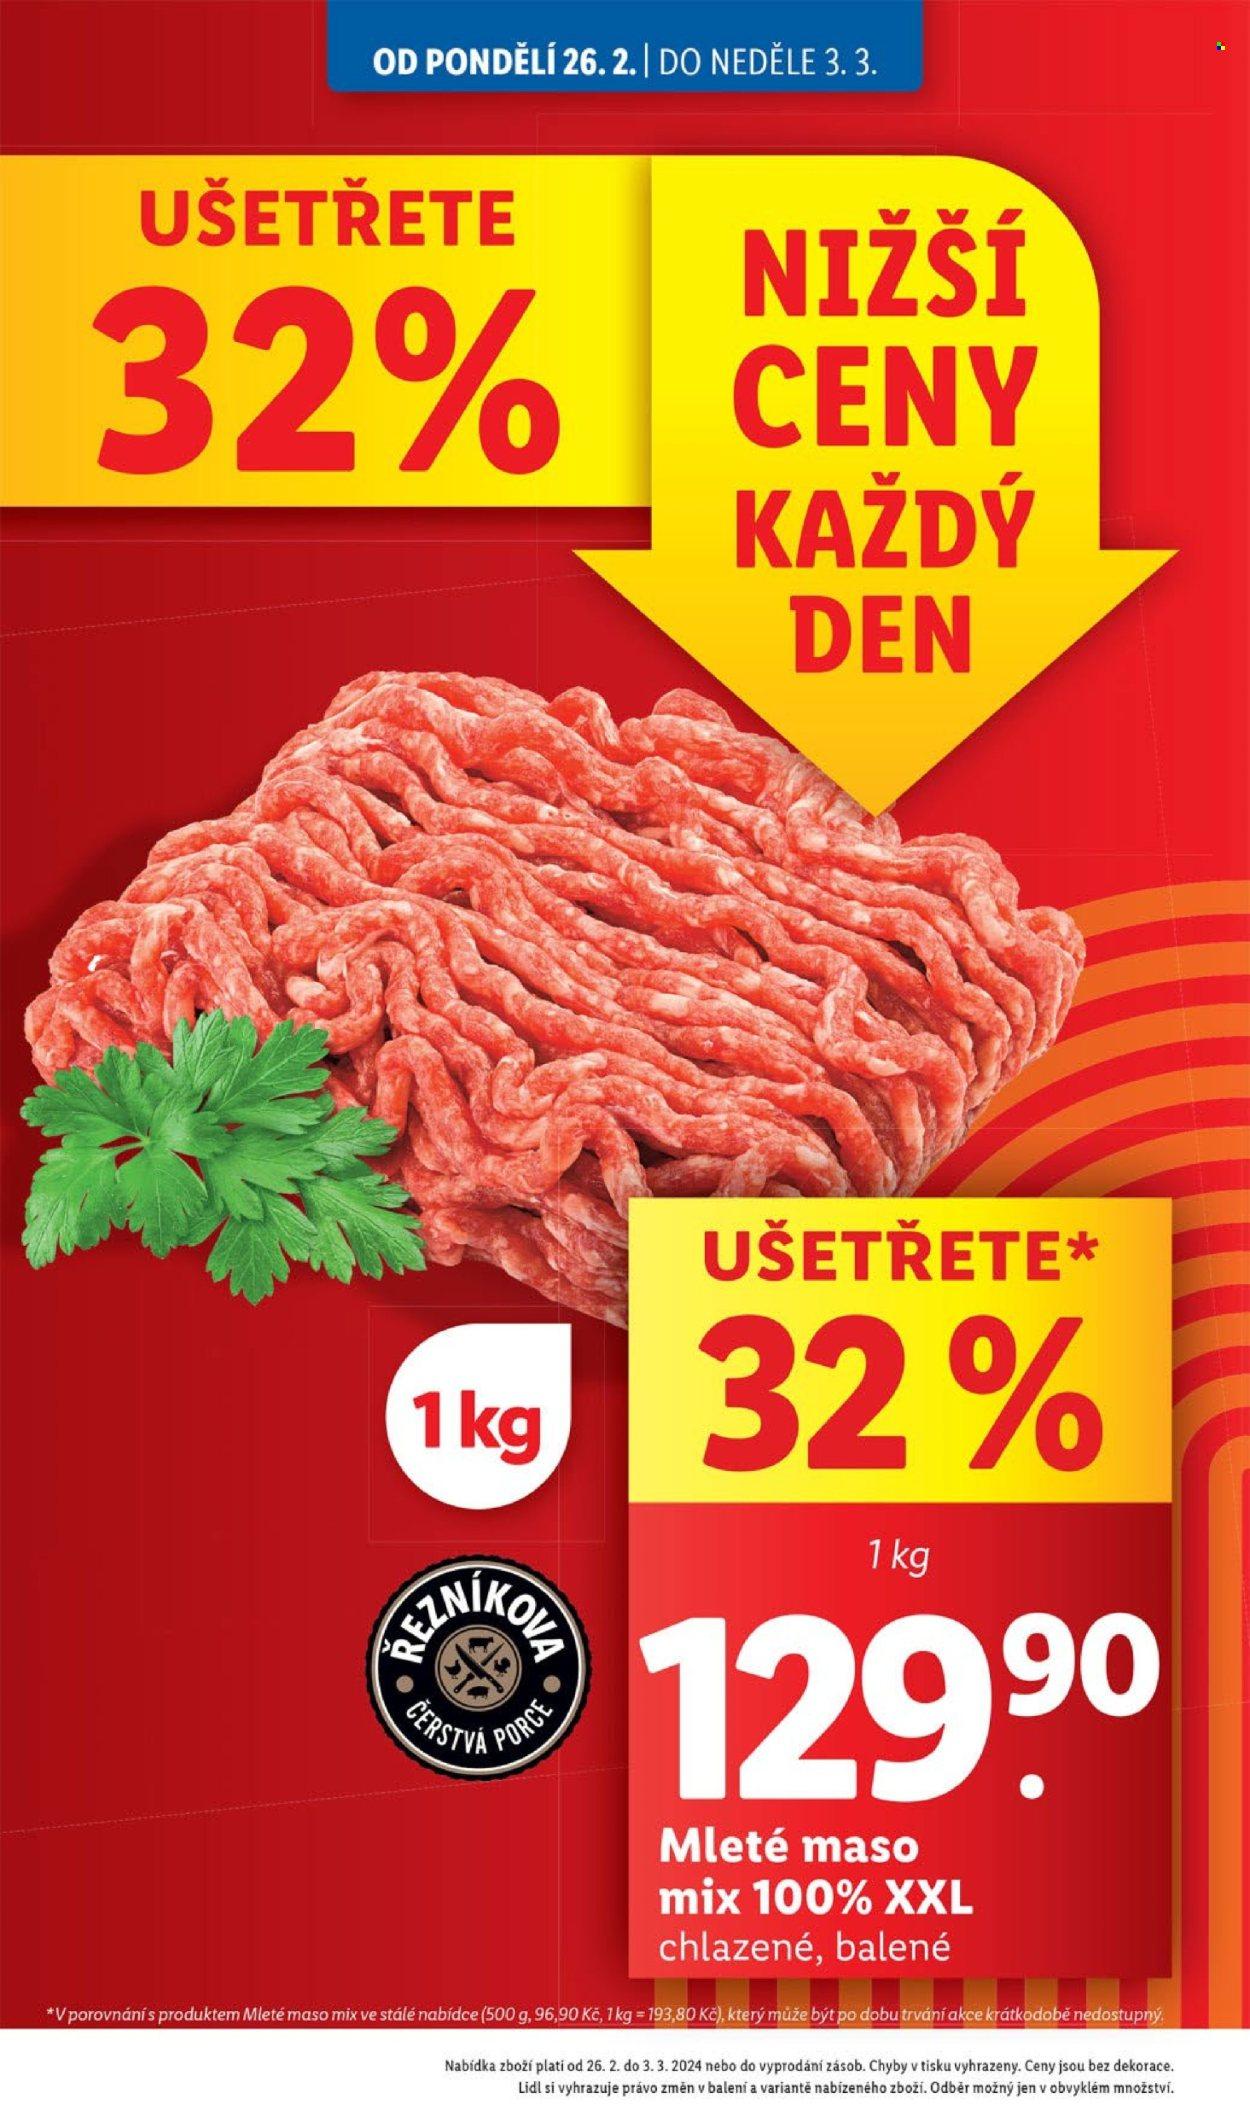 OD PONDĚLÍ 26. 2. | DO NEDĚLE 3. 3.
UŠETŘETE
32%
NIŽŠÍ
CENY
KAŽDÝ
DEN
UŠETŘETE*
32 %
1 kg
1 kg
ŘEZNÍKOVA
ČERSTVÁ PORCE
129.90
Mleté maso
mix 100% XXL
chlazené, balené
*V porovnání s produktem Mleté maso mix ve stálé nabídce (500 g, 96,90 Kč, 1 kg = 193,80 Kč), který může být po dobu trvání akce krátkodobě nedostupný.
Nabídka zboží platí od 26. 2. do 3. 3. 2024 nebo do vyprodání zásob. Chyby v tisku vyhrazeny. Ceny jsou bez dekorace.
Lidl si vyhrazuje právo změn v balení a variantě nabízeného zboží. Odběr možný jen v obvyklém množství.